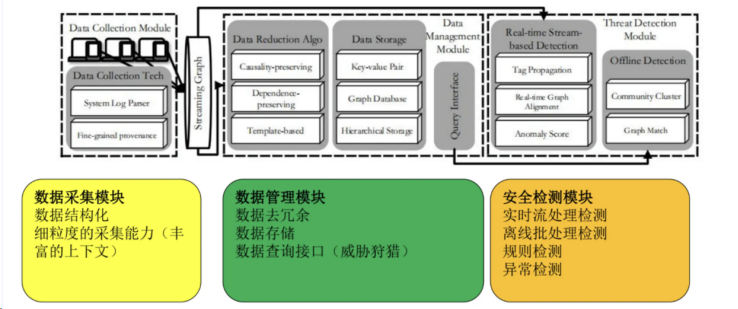 Data Collection Module
Data Collection Tech
System Log Parser
Fine-grained provenance
Streaming Graph
Data Reduction Algo
Causality-preserving
Dependence-
preserving
Template-based
Data Storage
Key-value Pair
Graph Database
Hierarchical Storage
Data
Management
Module
Query Interface
Real-time Stream-
based Detection
Tag Propagation
Real-time Graph
Alignment
Anomaly Score
Threat Detection
Module
Offline Detection
Community Cluster
Graph Match
数据采集模块
数据结构化
细粒度的采集能力（丰
富的上下文）
数据管理模块
数据去冗余
数据存储
数据查询接口（威胁狩猎）
安全检测模块
实时流处理检测
离线批处理检测
规则检测
异常检测